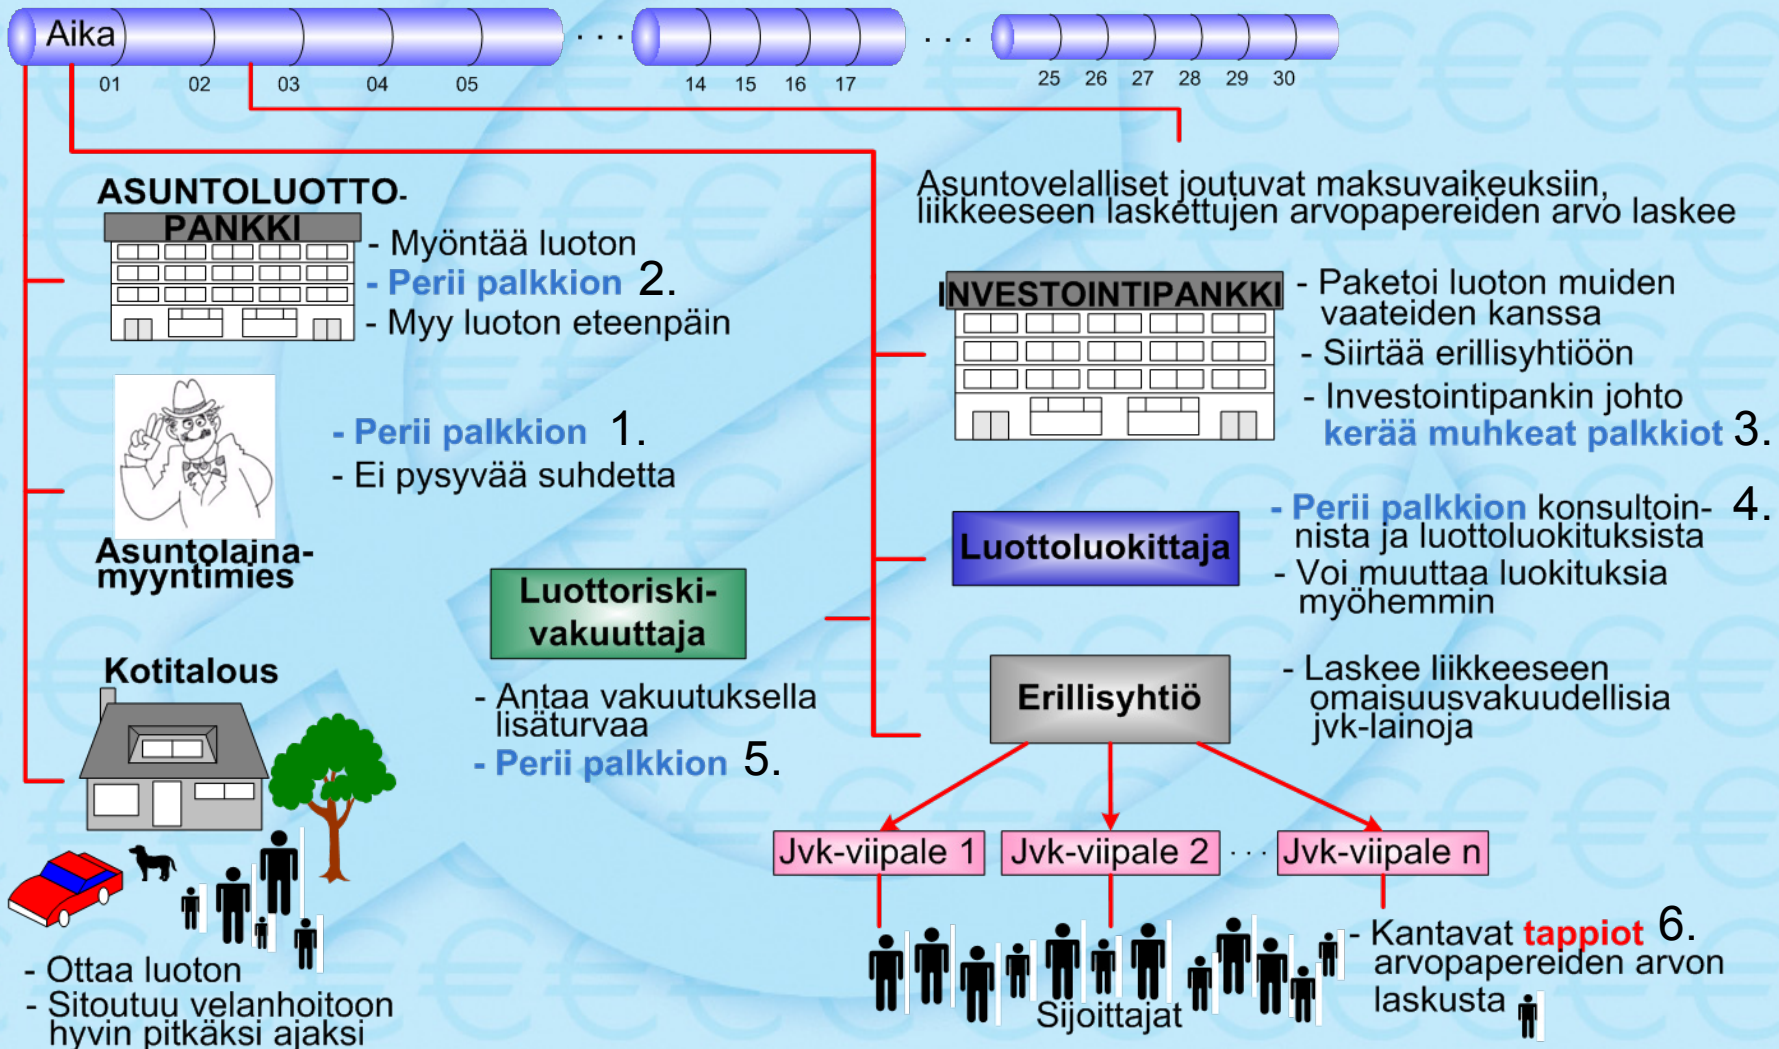 Aika
01 02 03 04 05 ... 14 15 16 17 ... 25 26 27 28 29 30
ASUNTOLUOTTO-
PANKKI
- Myöntää luoton
- Perii palkkion 2.
- Myy luoton eteenpäin
- Perii palkkion 1.
- Ei pysyvää suhdetta
Asuntolaina-
myyntimies
Kotitalous
- Ottaa luoton
- Sitoutuu velanhoitoon
hyvin pitkäksi ajaksi
Luottoriski-
vakuuttaja
- Antaa vakuutuksella
lisäturvaa
- Perii palkkion 5.
Asuntovelalliset joutuvat maksuvaikeuksiin,
liikkeeseen laskettujen arvopapereiden arvo laskee
INVESTOINTIPANKKI
- Paketoi luoton muiden
vaateiden kanssa
- Siirtää erillisyhtiöön
- Investointipankin johto
kerää muhkeat palkkiot 3.
Luottoluokittaja
- Perii palkkion konsultoin- 4.
nista ja luottoluokituksista
- Voi muuttaa luokituksia
myöhemmin
Erillisyhtiö
- Laskee liikkeeseen
omaisuusvakuudellisia
jvk-lainoja
Jvk-viipale 1 Jvk-viipale 2 ... Jvk-viipale n
Sijoittajat
- Kantavat tappiot 6.
arvopapereiden arvon
laskusta